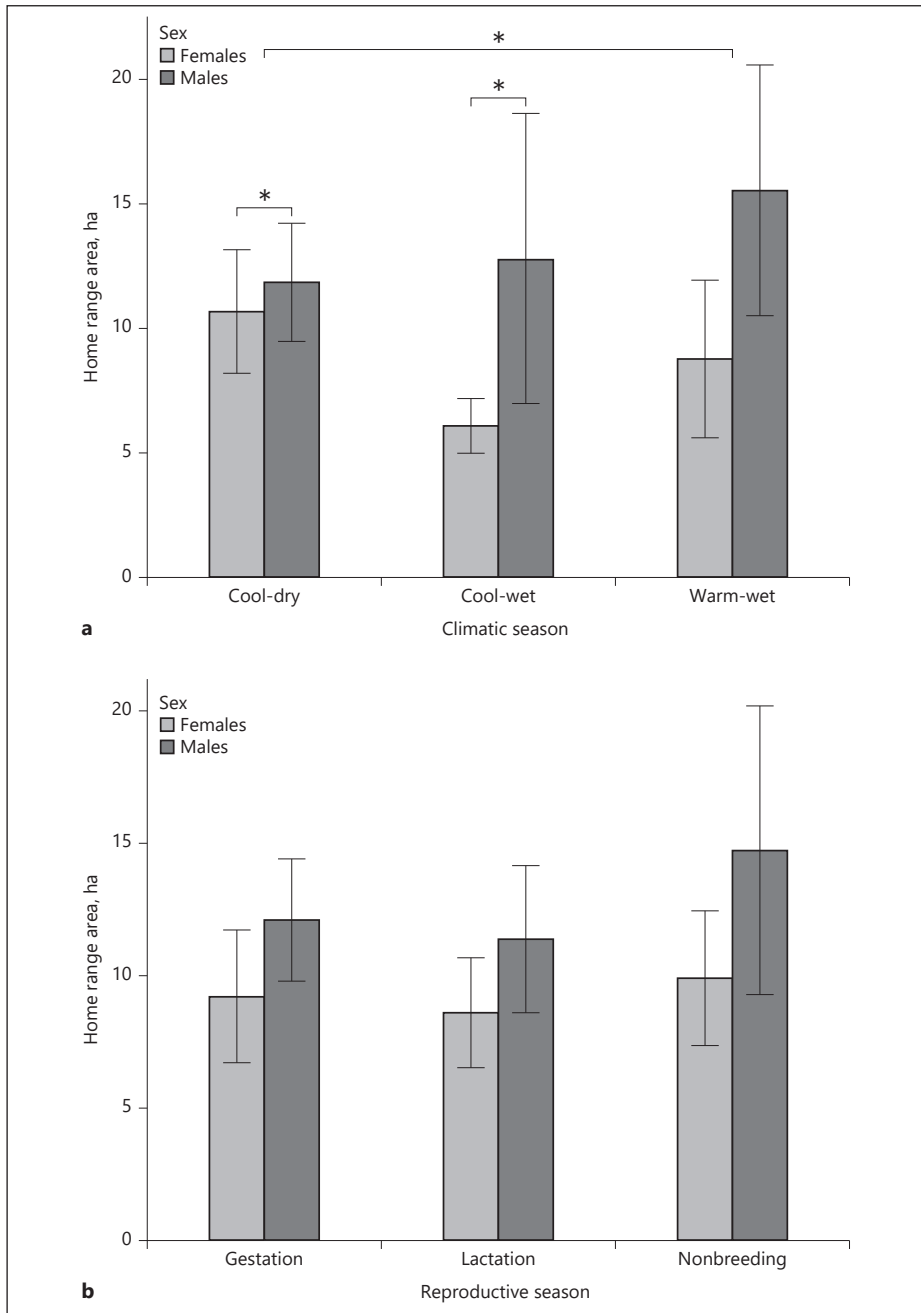 Sex
Females
Males
*
*
*
Home range area, ha
20
15
10
5
0
Cool-dry Cool-wet Warm-wet
a Climatic season
Sex
Females
Males
Home range area, ha
20
15
10
5
0
Gestation Lactation Nonbreeding
b Reproductive season